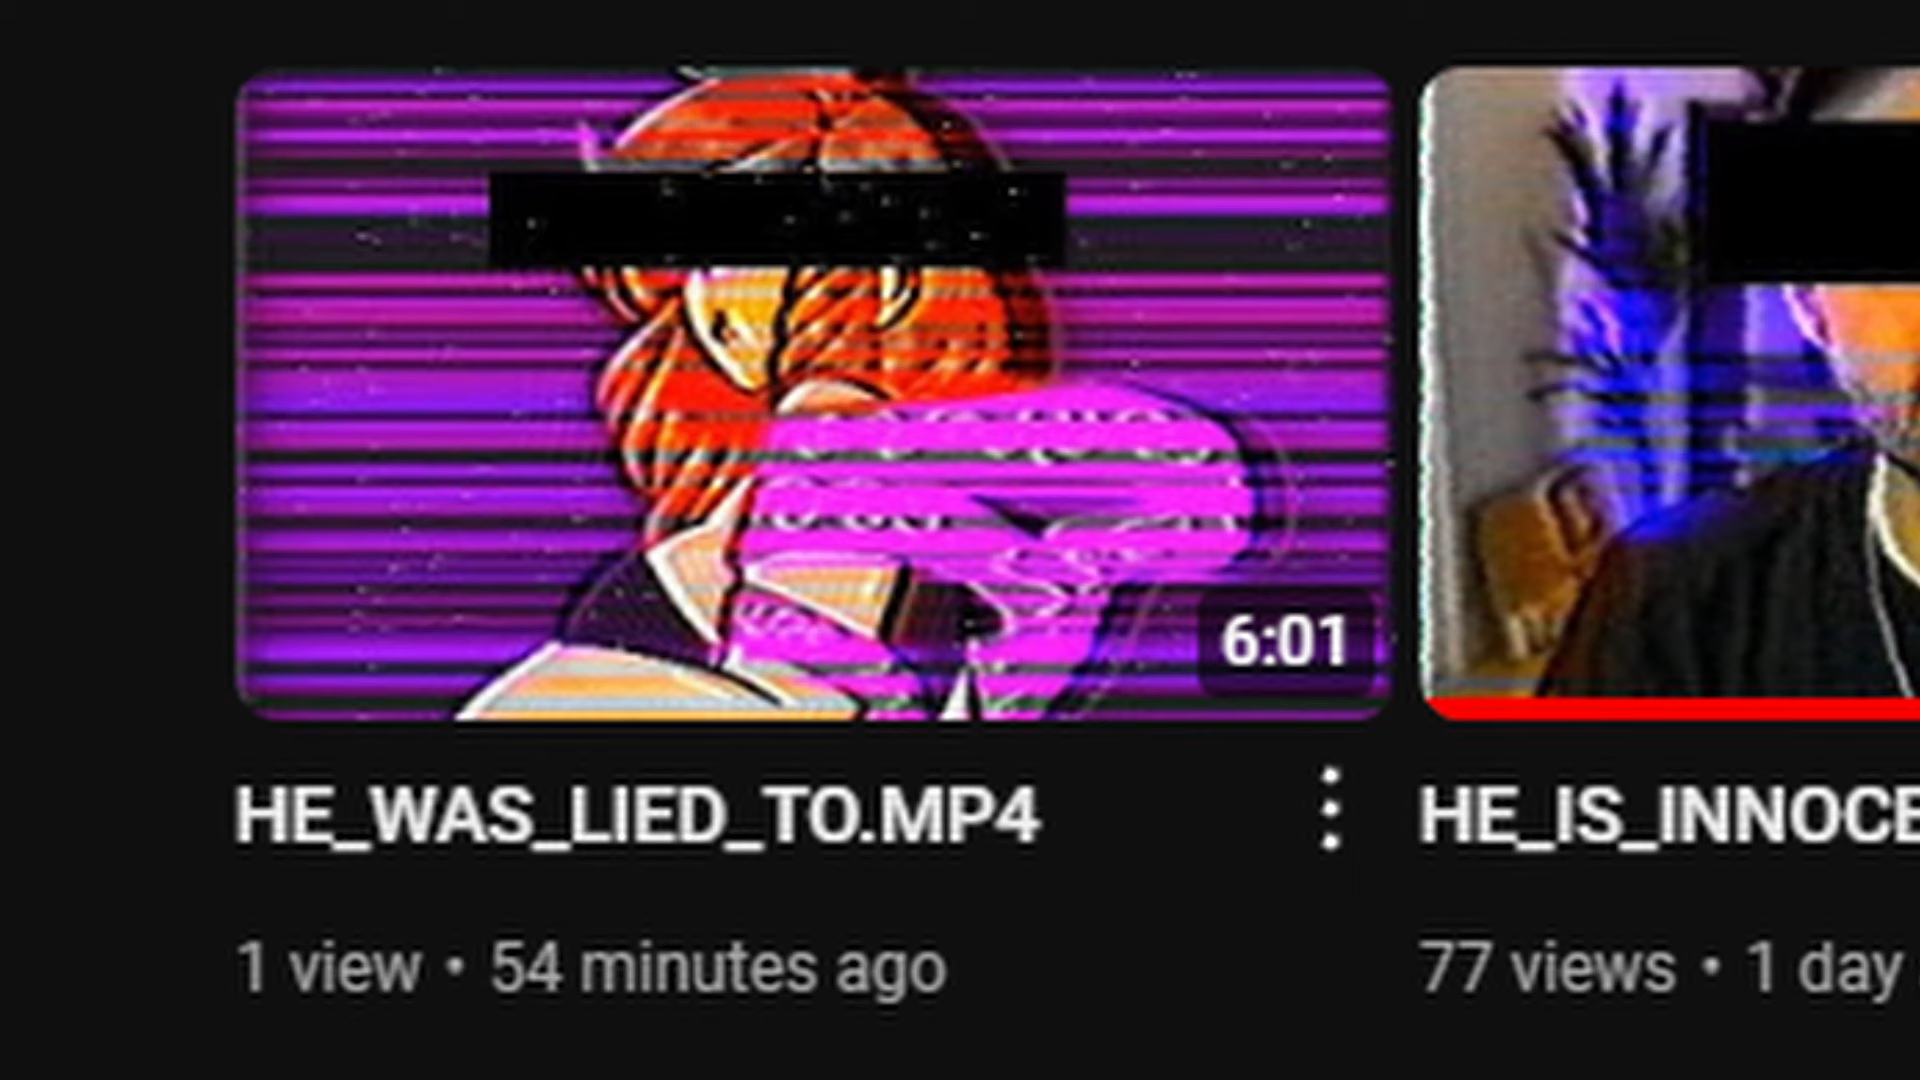 6:01
HE_WAS_LIED_TO.MP4
HE_IS_INNOCE
1 view • 54 minutes ago
77 views • 1 day